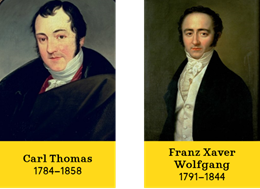 Carl Thomas
1784–1858
Franz Xaver
Wolfgang
1791–1844